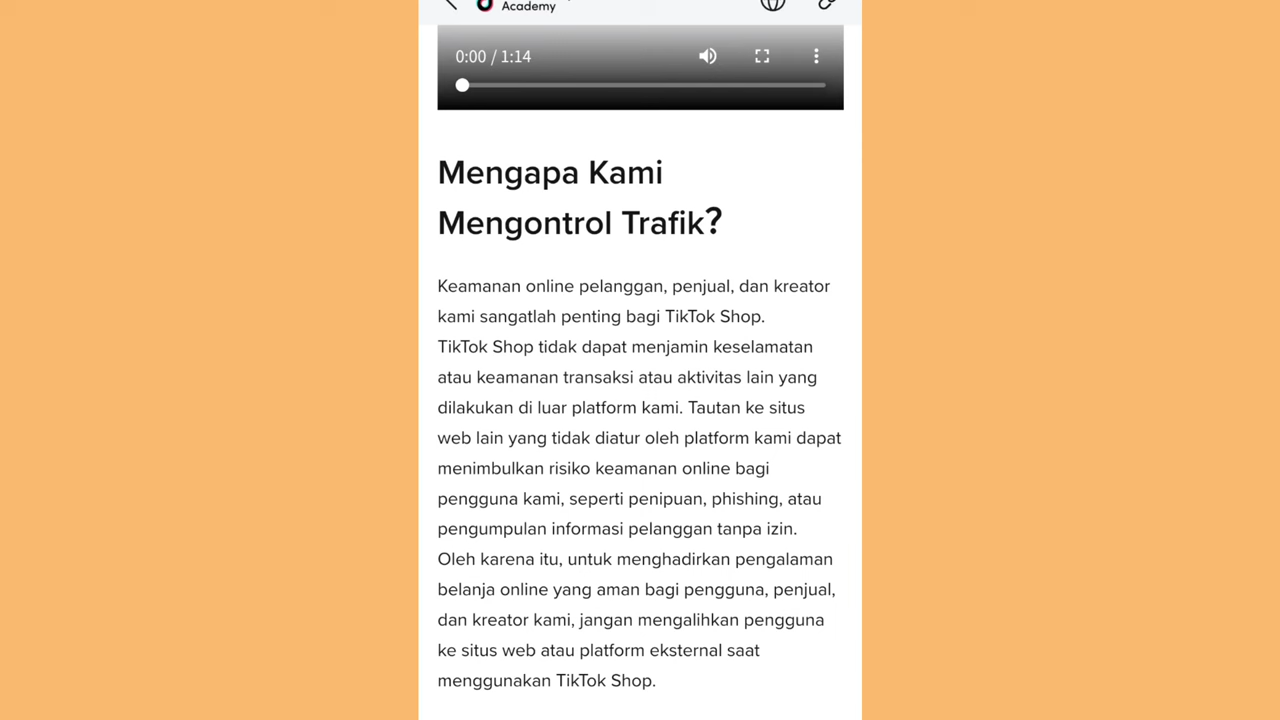 Academy
0:00 / 1:14
Mengapa Kami
Mengontrol Trafik?
Keamanan online pelanggan, penjual, dan kreator
kami sangatlah penting bagi TikTok Shop.
TikTok Shop tidak dapat menjamin keselamatan
atau keamanan transaksi atau aktivitas lain yang
dilakukan di luar platform kami. Tautan ke situs
web lain yang tidak diatur oleh platform kami dapat
menimbulkan risiko keamanan online bagi
pengguna kami, seperti penipuan, phishing, atau
pengumpulan informasi pelanggan tanpa izin.
Oleh karena itu, untuk menghadirkan pengalaman
belanja online yang aman bagi pengguna, penjual,
dan kreator kami, jangan mengalihkan pengguna
ke situs web atau platform eksternal saat
menggunakan TikTok Shop.